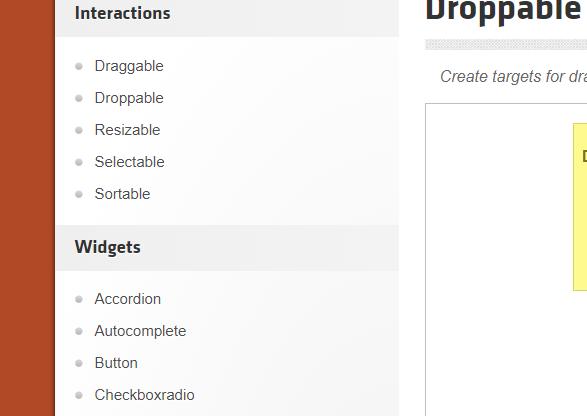 Interactions
Draggable
Droppable
Resizable
Selectable
Sortable
Widgets
Accordion
Autocomplete
Button
Checkboxradio
Droppable
Create targets for dra
D